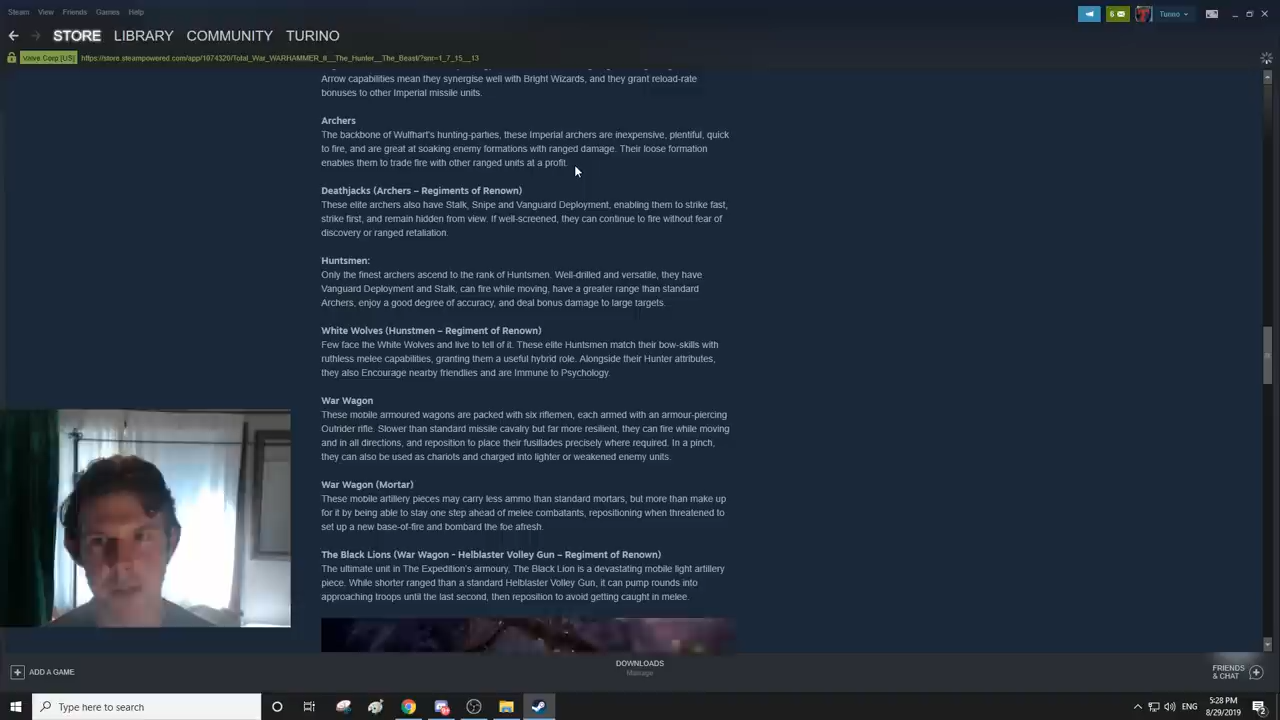 Steam View Friends Games Help
6
Turino
STORE LIBRARY COMMUNITY TURINO
Valve Corp [US] https://store.steampowered.com/app/1074320/Total_War_WARHAMMER_II__The_Hunter__The_Beast/?snr=1_7_15__13
Arrow capabilities mean they synergise well with Bright Wizards, and they grant reload-rate
bonuses to other Imperial missile units.
Archers
The backbone of Wulfhart's hunting-parties, these Imperial archers are inexpensive, plentiful, quick
to fire, and are great at soaking enemy formations with ranged damage. Their loose formation
enables them to trade fire with other ranged units at a profit.
Deathjacks (Archers – Regiments of Renown)
These elite archers also have Stalk, Snipe and Vanguard Deployment, enabling them to strike fast,
strike first, and remain hidden from view. If well-screened, they can continue to fire without fear of
discovery or ranged retaliation.
Huntsmen:
Only the finest archers ascend to the rank of Huntsmen. Well-drilled and versatile, they have
Vanguard Deployment and Stalk, can fire while moving, have a greater range than standard
Archers, enjoy a good degree of accuracy, and deal bonus damage to large targets.
White Wolves (Hunstmen – Regiment of Renown)
Few face the White Wolves and live to tell of it. These elite Huntsmen match their bow-skills with
ruthless melee capabilities, granting them a useful hybrid role. Alongside their Hunter attributes,
they also Encourage nearby friendlies and are Immune to Psychology.
War Wagon
These mobile armoured wagons are packed with six riflemen, each armed with an armour-piercing
Outrider rifle. Slower than standard missile cavalry but far more resilient, they can fire while moving
and in all directions, and reposition to place their fusillades precisely where required. In a pinch,
they can also be used as chariots and charged into lighter or weakened enemy units.
War Wagon (Mortar)
These mobile artillery pieces may carry less ammo than standard mortars, but more than make up
for it by being able to stay one step ahead of melee combatants, repositioning when threatened to
set up a new base-of-fire and bombard the foe afresh.
The Black Lions (War Wagon - Helblaster Volley Gun – Regiment of Renown)
The ultimate unit in The Expedition's armoury, The Black Lion is a devastating mobile light artillery
piece. While shorter ranged than a standard Helblaster Volley Gun, it can pump rounds into
approaching troops until the last second, then reposition to avoid getting caught in melee.
ADD A GAME
DOWNLOADS
Manage
FRIENDS
& CHAT
Type here to search
ENG
5:28 PM
8/29/2019
2